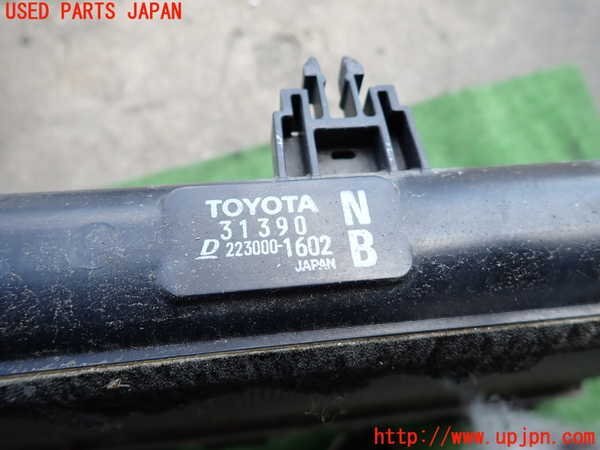 USED PARTS JAPAN
TOYOTA N
31390
D 223000-1602 B
JAPAN
http://www.upjpn.com/